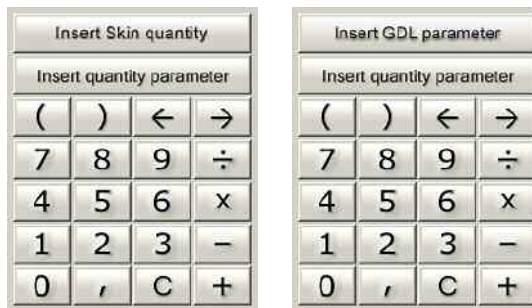 Insert Skin quantity
Insert quantity parameter
( ) ← →
7 8 9 ÷
4 5 6 x
1 2 3 −
0 , C +
Insert GDL parameter
Insert quantity parameter
( ) ← →
7 8 9 ÷
4 5 6 x
1 2 3 −
0 , C +